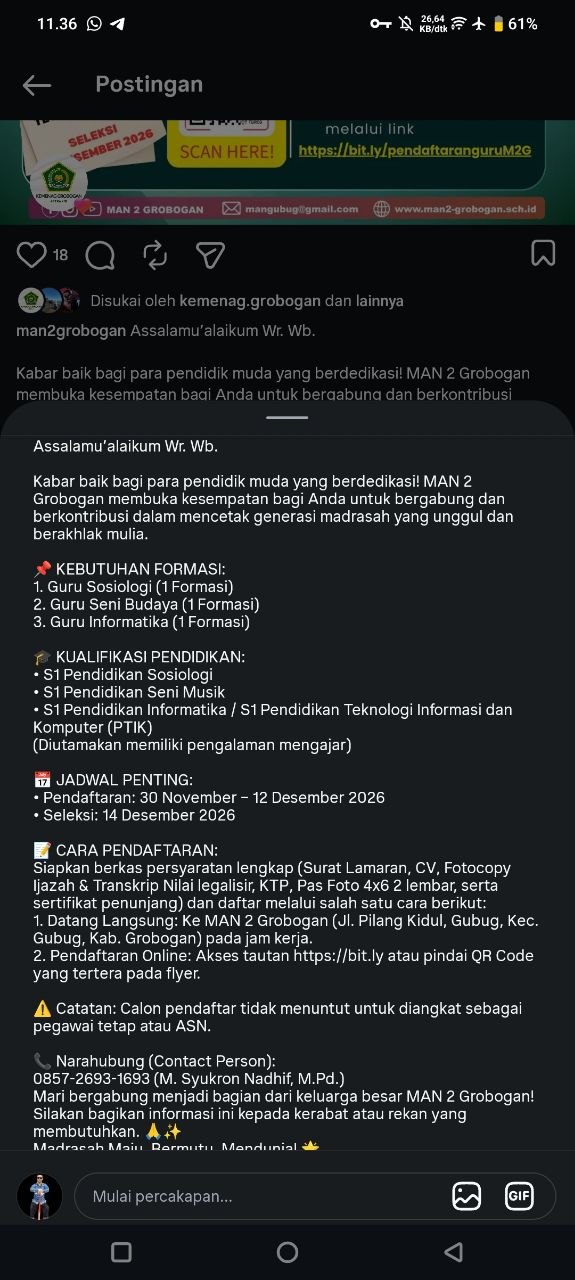 11.36
26,64
KB/dtk
61%
Postingan
SELEKSI
SEMBER 2026
SCAN HERE!
melalui link
https://bit.ly/pendaftaranguruM2G
KEMENAG GROBOGAN
MAN 2 GROBOGAN
mangubug@gmail.com
www.man2-grobogan.sch.id
18
Disukai oleh kemenag.grobogan dan lainnya
man2grobogan Assalamu'alaikum Wr. Wb.
Kabar baik bagi para pendidik muda yang berdedikasi! MAN 2 Grobogan
membuka kesempatan bagi Anda untuk bergabung dan berkontribusi
Assalamu'alaikum Wr. Wb.
Kabar baik bagi para pendidik muda yang berdedikasi! MAN 2
Grobogan membuka kesempatan bagi Anda untuk bergabung dan
berkontribusi dalam mencetak generasi madrasah yang unggul dan
berakhlak mulia.
📌 KEBUTUHAN FORMASI:
1. Guru Sosiologi (1 Formasi)
2. Guru Seni Budaya (1 Formasi)
3. Guru Informatika (1 Formasi)
🎓 KUALIFIKASI PENDIDIKAN:
• S1 Pendidikan Sosiologi
• S1 Pendidikan Seni Musik
• S1 Pendidikan Informatika / S1 Pendidikan Teknologi Informasi dan
Komputer (PTIK)
(Diutamakan memiliki pengalaman mengajar)
📅 JADWAL PENTING:
• Pendaftaran: 30 November – 12 Desember 2026
• Seleksi: 14 Desember 2026
📝 CARA PENDAFTARAN:
Siapkan berkas persyaratan lengkap (Surat Lamaran, CV, Fotocopy
Ijazah & Transkrip Nilai legalisir, KTP, Pas Foto 4x6 2 lembar, serta
sertifikat penunjang) dan daftar melalui salah satu cara berikut:
1. Datang Langsung: Ke MAN 2 Grobogan (Jl. Pilang Kidul, Gubug, Kec.
Gubug, Kab. Grobogan) pada jam kerja.
2. Pendaftaran Online: Akses tautan https://bit.ly atau pindai QR Code
yang tertera pada flyer.
⚠️ Catatan: Calon pendaftar tidak menuntut untuk diangkat sebagai
pegawai tetap atau ASN.
📞 Narahubung (Contact Person):
0857-2693-1693 (M. Syukron Nadhif, M.Pd.)
Mari bergabung menjadi bagian dari keluarga besar MAN 2 Grobogan!
Silakan bagikan informasi ini kepada kerabat atau rekan yang
membutuhkan. 🙏✨
Madrasah Maju, Bermutu, Mendunia! 🌟
Mulai percakapan...
GIF